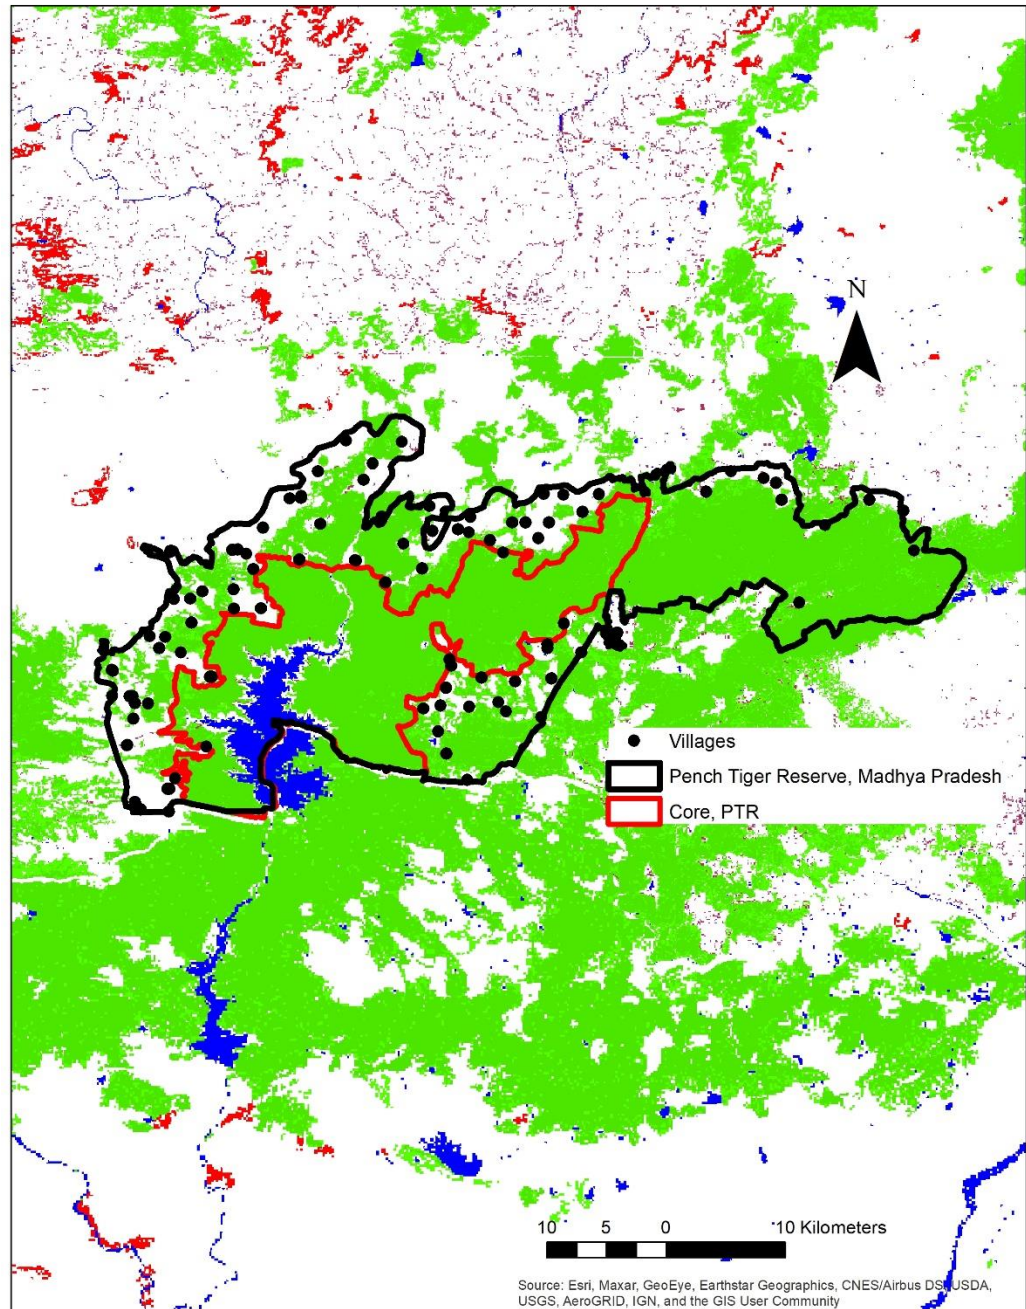 N
Villages
Pench Tiger Reserve, Madhya Pradesh
Core, PTR
10 5 0 10 Kilometers
Source: Esri, Maxar, GeoEye, Earthstar Geographics, CNES/Airbus DS, USDA,
USGS, AeroGRID, IGN, and the GIS User Community